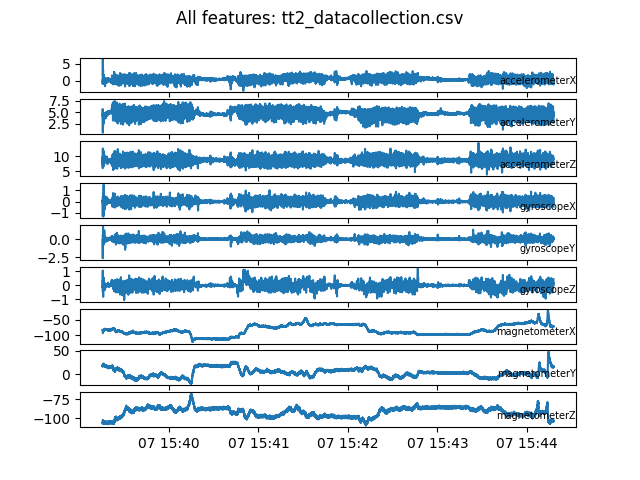 All features: tt2_datacollection.csv
5
0
accelerometerX
7.5
5.0
2.5
accelerometerY
10
5
accelerometerZ
1
0
−1
gyroscopeX
0.0
−2.5
gyroscopeY
1
0
−1
gyroscopeZ
−50
−100
magnetometerX
50
0
magnetometerY
−75
−100
magnetometerZ
07 15:40 07 15:41 07 15:42 07 15:43 07 15:44